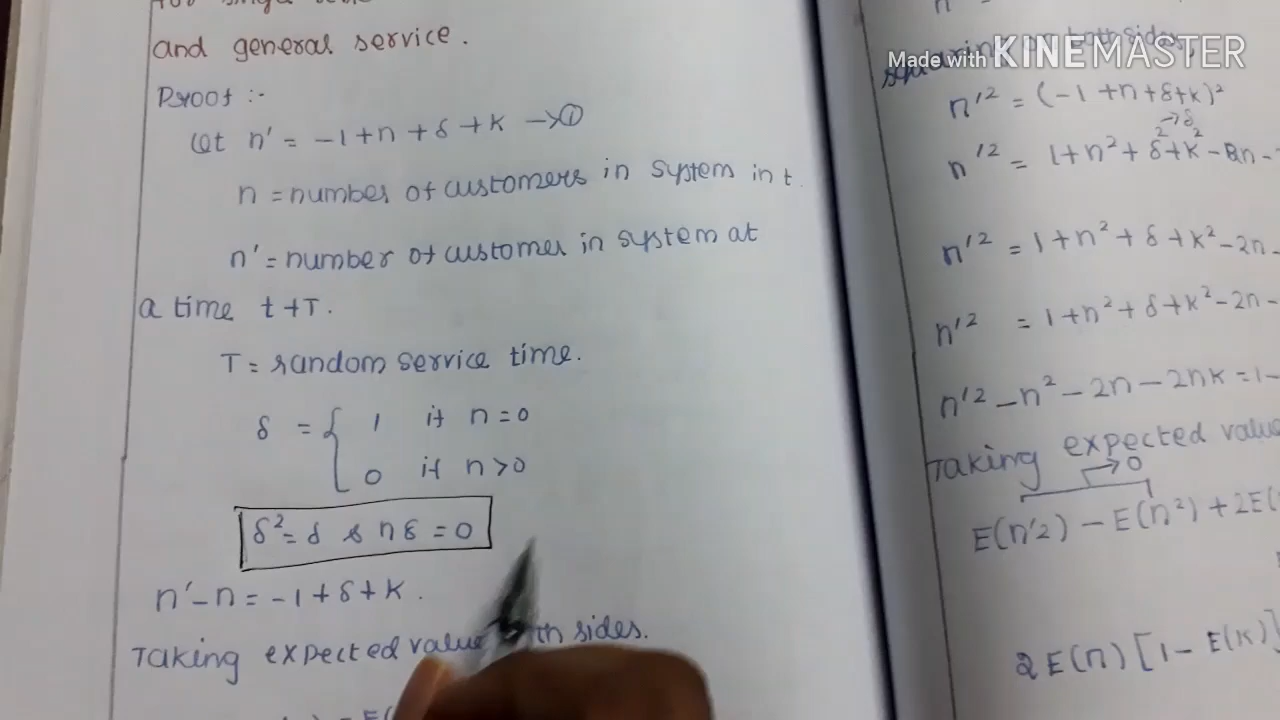 and general service.
Proof :-
Let n' = -1 + n + δ + K →①
n = number of customers in system in t.
n' = number of customer in system at
a time t+T.
T = random service time.
δ = { 1 if n = 0
0 if n > 0
δ² = δ & nδ = 0
n' - n = -1 + δ + K.
Taking expected value sides.
Made with KINEMASTER
n'² = (-1 + n + δ + K)²
→δ
n'² = 1 + n² + δ² + K² - 2n -
n'² = 1 + n² + δ + K² - 2n
n'² = 1 + n² + δ + K² - 2n -
n'² - n² - 2n - 2nK = 1 -
Taking expected value
→0
E(n'2) - E(n²) + 2E(
2E(n) [1 - E(K)]